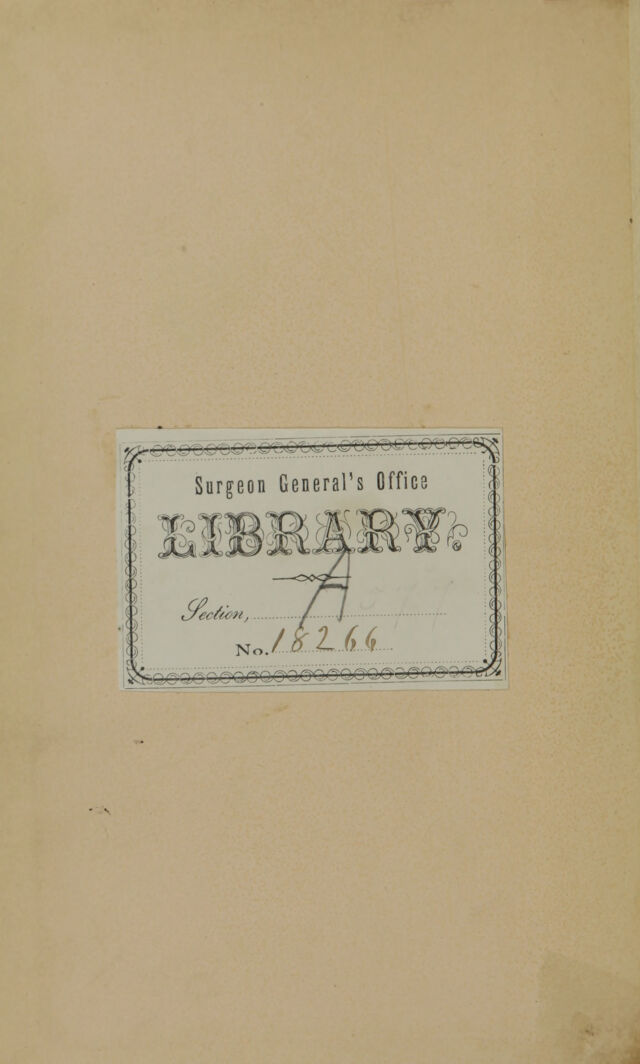 Surgeon General's Office
LIBRARY.
Section, A
No. 18266